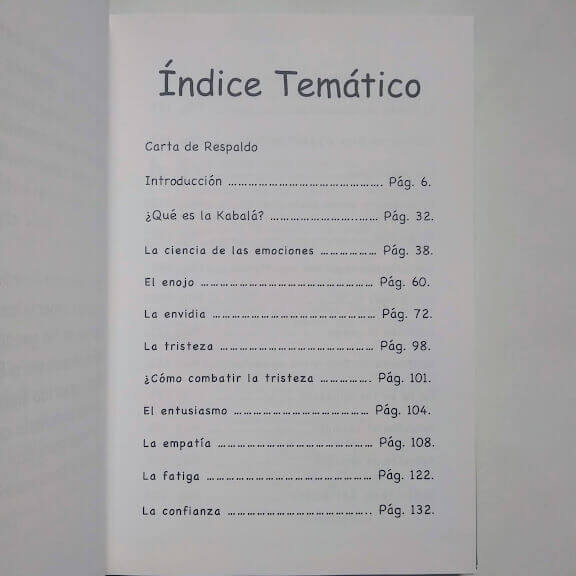 Índice Temático
Carta de Respaldo
Introducción ………………………………………. Pág. 6.
¿Qué es la Kabalá? ……………………..…… Pág. 32.
La ciencia de las emociones …………… Pág. 38.
El enojo …………………………………………… Pág. 60.
La envidia ………………………………………… Pág. 72.
La tristeza ……………………………………… Pág. 98.
¿Cómo combatir la tristeza …………. Pág. 101.
El entusiasmo ………………………………… Pág. 104.
La empatía ……………………………………… Pág. 108.
La fatiga ………………………………………… Pág. 122.
La confianza ………………………………….. Pág. 132.